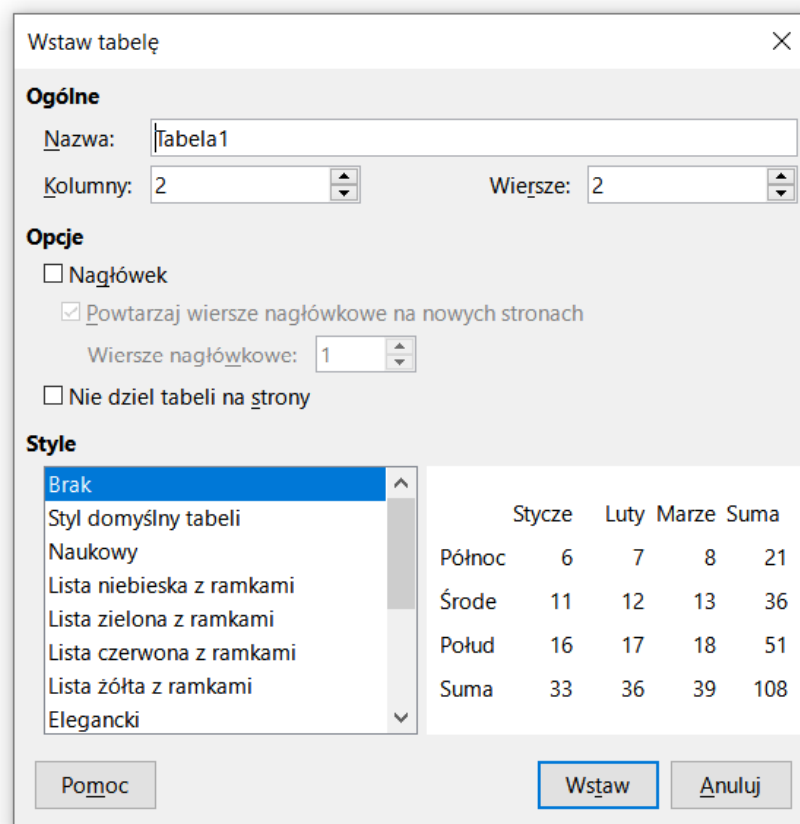 Wstaw tabelę
Ogólne
Nazwa: Tabela1
Kolumny: 2 Wiersze: 2
Opcje
Nagłówek
Powtarzaj wiersze nagłówkowe na nowych stronach
Wiersze nagłówkowe: 1
Nie dziel tabeli na strony
Style
Brak
Styl domyślny tabeli
Naukowy
Lista niebieska z ramkami
Lista zielona z ramkami
Lista czerwona z ramkami
Lista żółta z ramkami
Elegancki
Stycze Luty Marze Suma
Północ 6 7 8 21
Środe 11 12 13 36
Połud 16 17 18 51
Suma 33 36 39 108
Pomoc Wstaw Anuluj